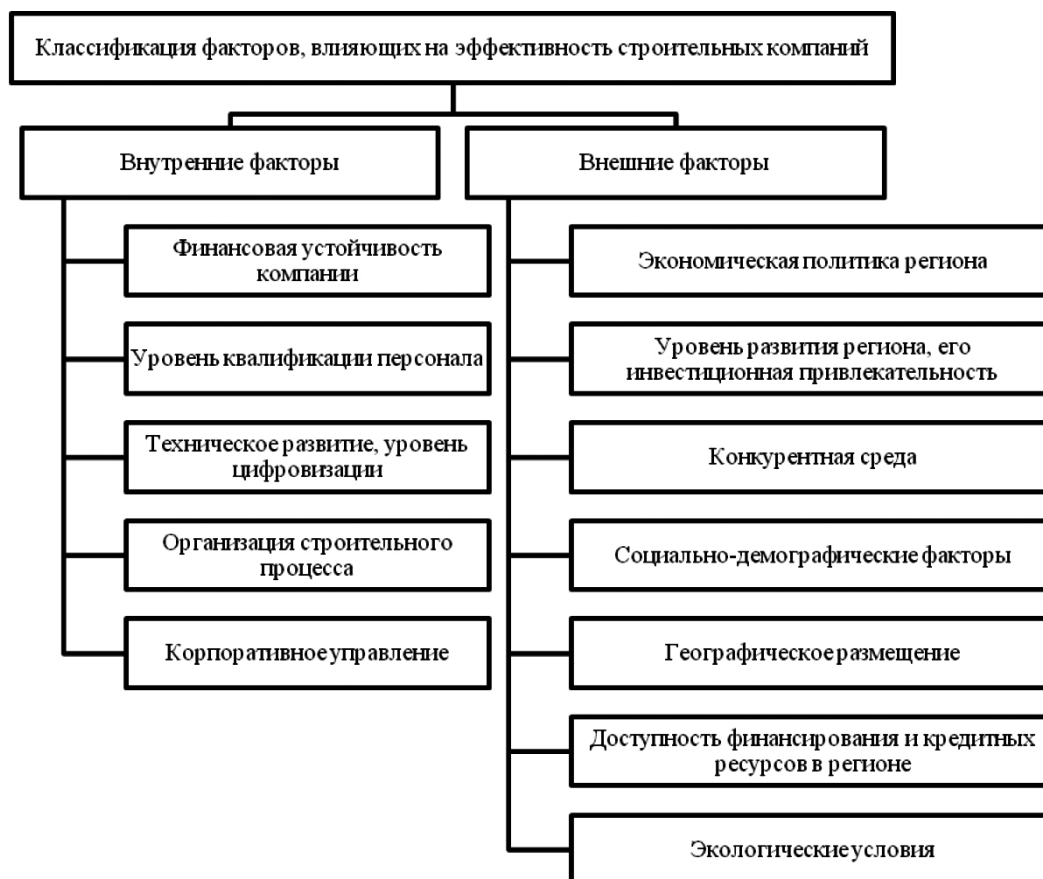 Классификация факторов, влияющих на эффективность строительных компаний
Внутренние факторы
Финансовая устойчивость
компании
Уровень квалификации персонала
Техническое развитие, уровень
цифровизации
Организация строительного
процесса
Корпоративное управление
Внешние факторы
Экономическая политика региона
Уровень развития региона, его
инвестиционная привлекательность
Конкурентная среда
Социально-демографические факторы
Географическое размещение
Доступность финансирования и кредитных
ресурсов в регионе
Экологические условия